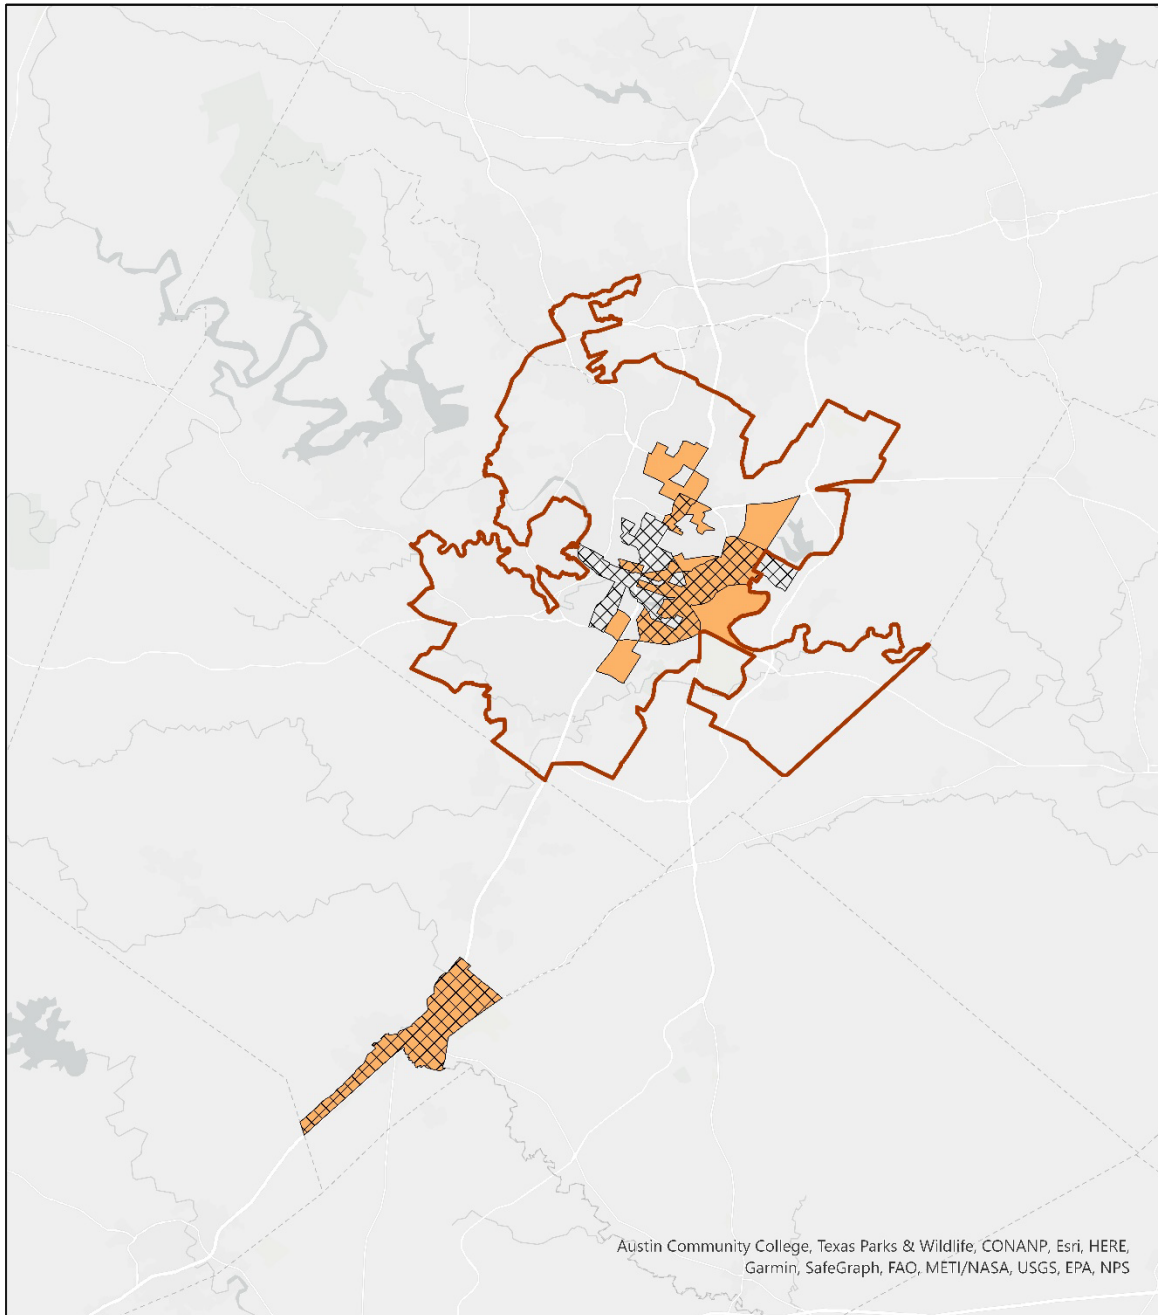 Austin Community College, Texas Parks & Wildlife, CONANP, Esri, HERE,
Garmin, SafeGraph, FAO, METI/NASA, USGS, EPA, NPS